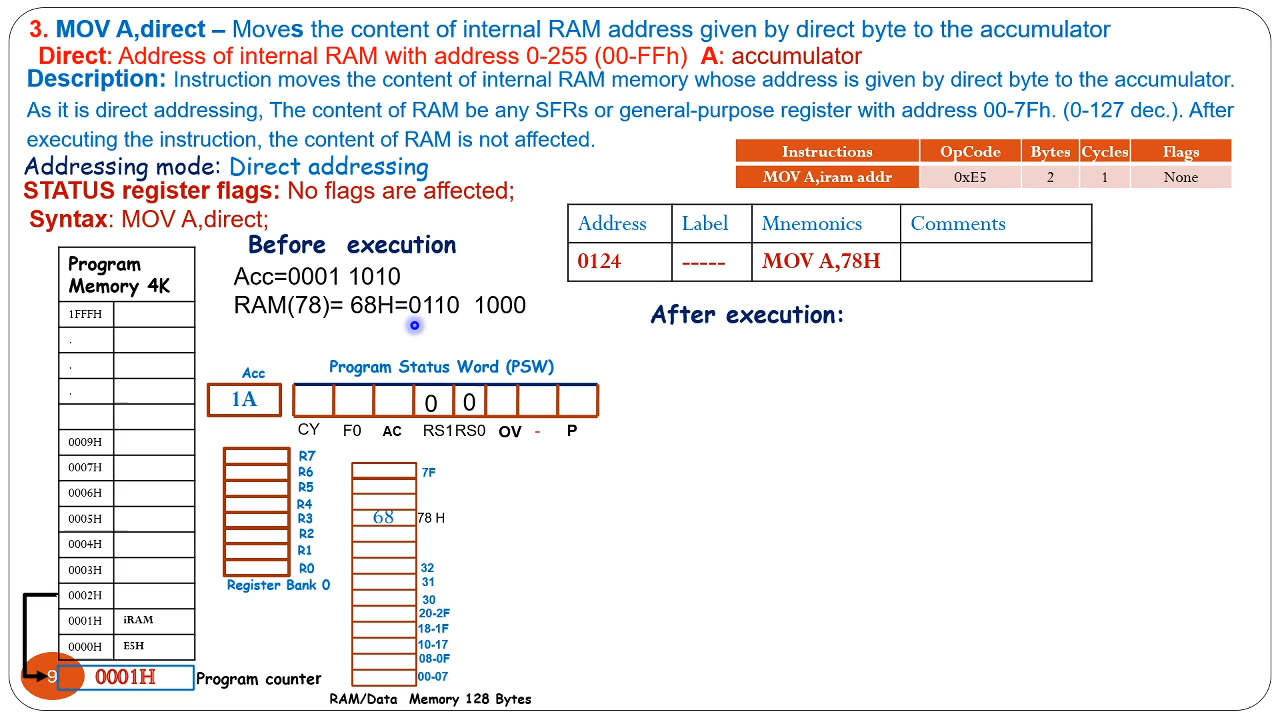 3. MOV A,direct – Moves the content of internal RAM address given by direct byte to the accumulator
Direct: Address of internal RAM with address 0-255 (00-FFh) A: accumulator
Description: Instruction moves the content of internal RAM memory whose address is given by direct byte to the accumulator.
As it is direct addressing, The content of RAM be any SFRs or general-purpose register with address 00-7Fh. (0-127 dec.). After
executing the instruction, the content of RAM is not affected.
Addressing mode: Direct addressing
STATUS register flags: No flags are affected;
Syntax: MOV A,direct;
Instructions OpCode Bytes Cycles Flags
MOV A,iram addr 0xE5 2 1 None
Address Label Mnemonics Comments
0124 ----- MOV A,78H
Before execution
Acc=0001 1010
RAM(78)= 68H=0110 1000
After execution:
Program
Memory 4K
1FFFH
.
.
.
0009H
0007H
0006H
0005H
0004H
0003H
0002H
0001H iRAM
0000H E5H
9
0001H Program counter
Acc
1A
Program Status Word (PSW)
0 0
CY F0 AC RS1 RS0 OV - P
R7
R6
R5
R4
R3
R2
R1
R0
Register Bank 0
7F
68 78 H
32
31
30
20-2F
18-1F
10-17
08-0F
00-07
RAM/Data Memory 128 Bytes